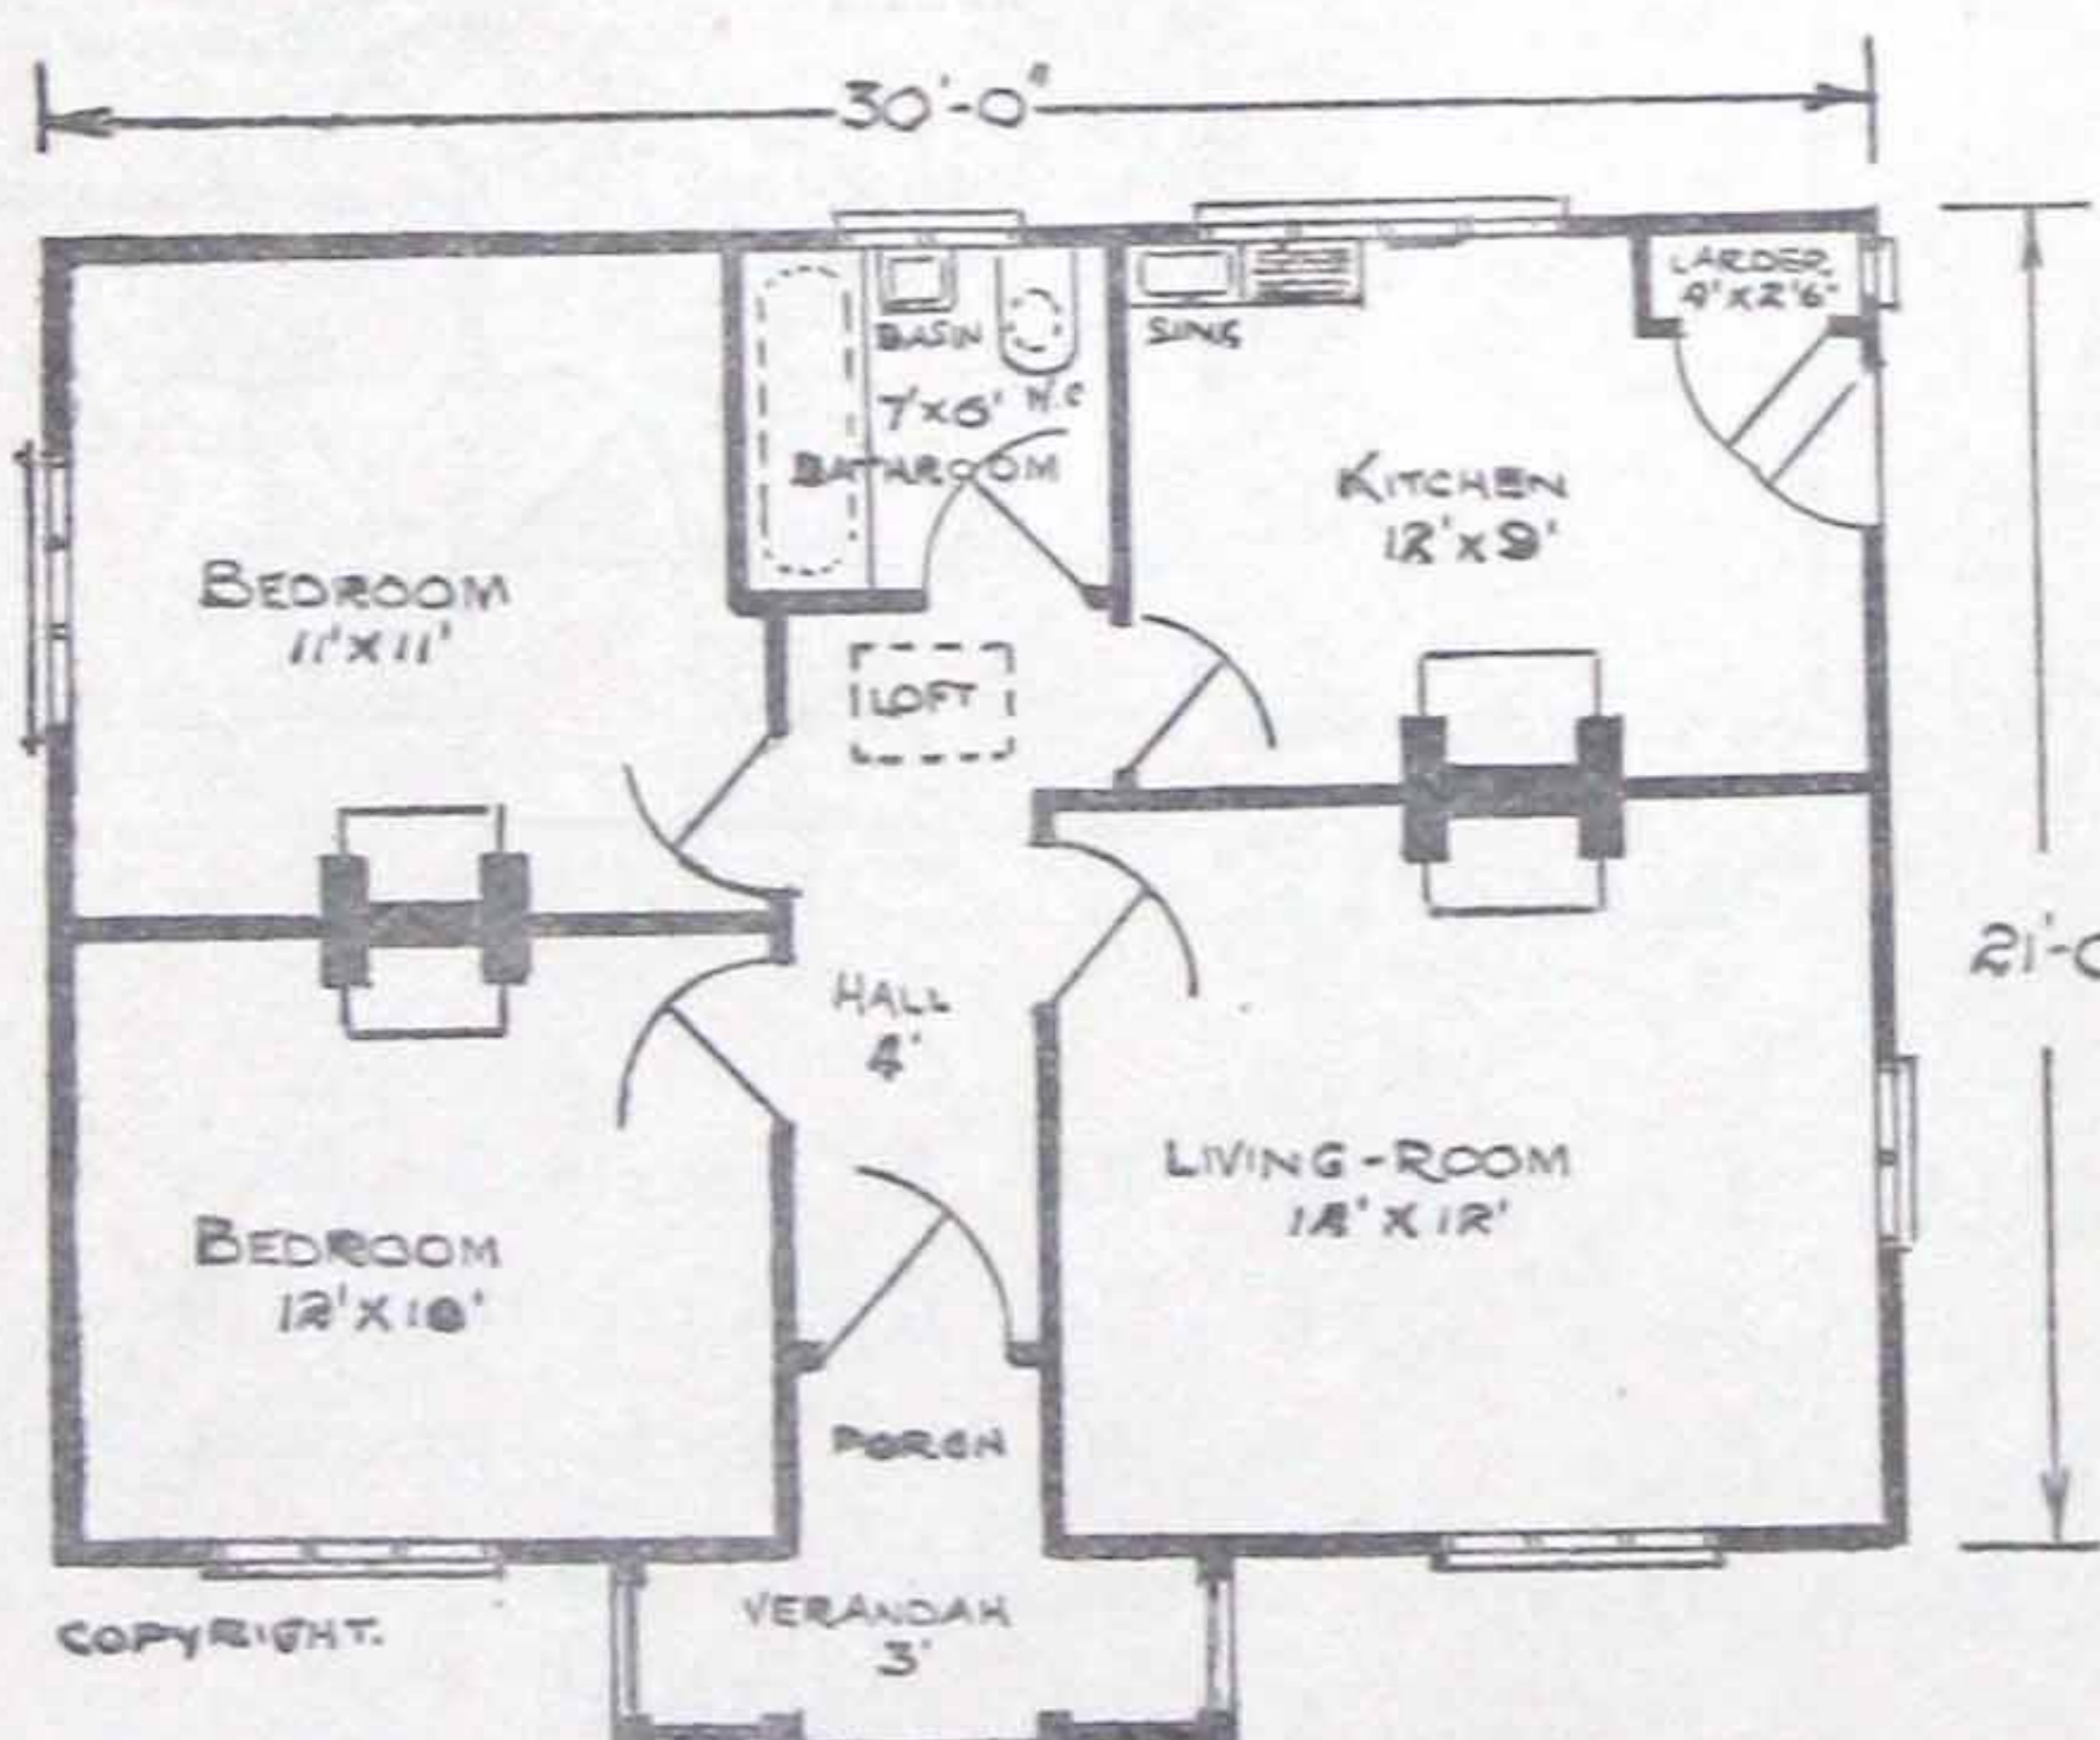 30'-0"
LARDER.
4'X2'6"
BASIN
SINK
7'X6' W.C
BATHROOM
KITCHEN
12'X9'
BEDROOM
11'X11'
LOFT
21'-0
HALL
4'
LIVING-ROOM
14'X12'
BEDROOM
12'X10'
PORCH
VERANDAH
3'
COPYRIGHT.